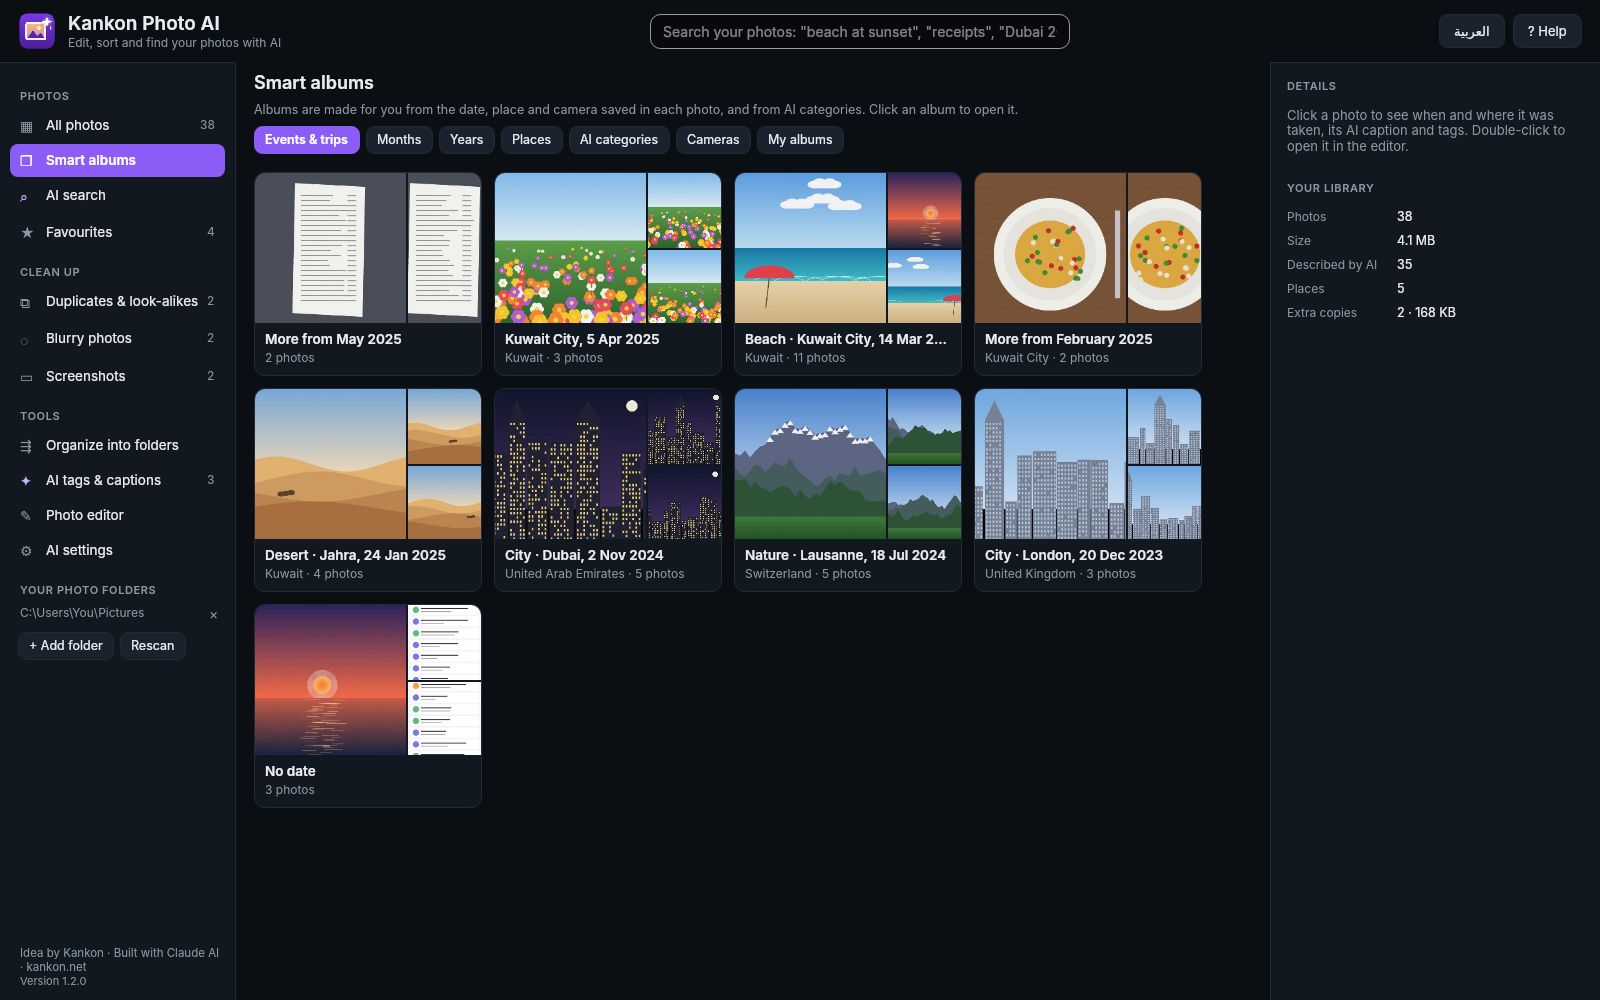 Kankon Photo AI
Edit, sort and find your photos with AI
Search your photos: "beach at sunset", "receipts", "Dubai 2
العربية
? Help
PHOTOS
All photos 38
Smart albums
AI search
Favourites 4
CLEAN UP
Duplicates & look-alikes 2
Blurry photos 2
Screenshots 2
TOOLS
Organize into folders
AI tags & captions 3
Photo editor
AI settings
YOUR PHOTO FOLDERS
C:\Users\You\Pictures ×
+ Add folder Rescan
Idea by Kankon · Built with Claude AI
· kankon.net
Version 1.2.0
Smart albums
Albums are made for you from the date, place and camera saved in each photo, and from AI categories. Click an album to open it.
Events & trips Months Years Places AI categories Cameras My albums
More from May 2025
2 photos
Kuwait City, 5 Apr 2025
Kuwait · 3 photos
Beach · Kuwait City, 14 Mar 2...
Kuwait · 11 photos
More from February 2025
Kuwait City · 2 photos
Desert · Jahra, 24 Jan 2025
Kuwait · 4 photos
City · Dubai, 2 Nov 2024
United Arab Emirates · 5 photos
Nature · Lausanne, 18 Jul 2024
Switzerland · 5 photos
City · London, 20 Dec 2023
United Kingdom · 3 photos
No date
3 photos
DETAILS
Click a photo to see when and where it was
taken, its AI caption and tags. Double-click to
open it in the editor.
YOUR LIBRARY
Photos 38
Size 4.1 MB
Described by AI 35
Places 5
Extra copies 2 · 168 KB